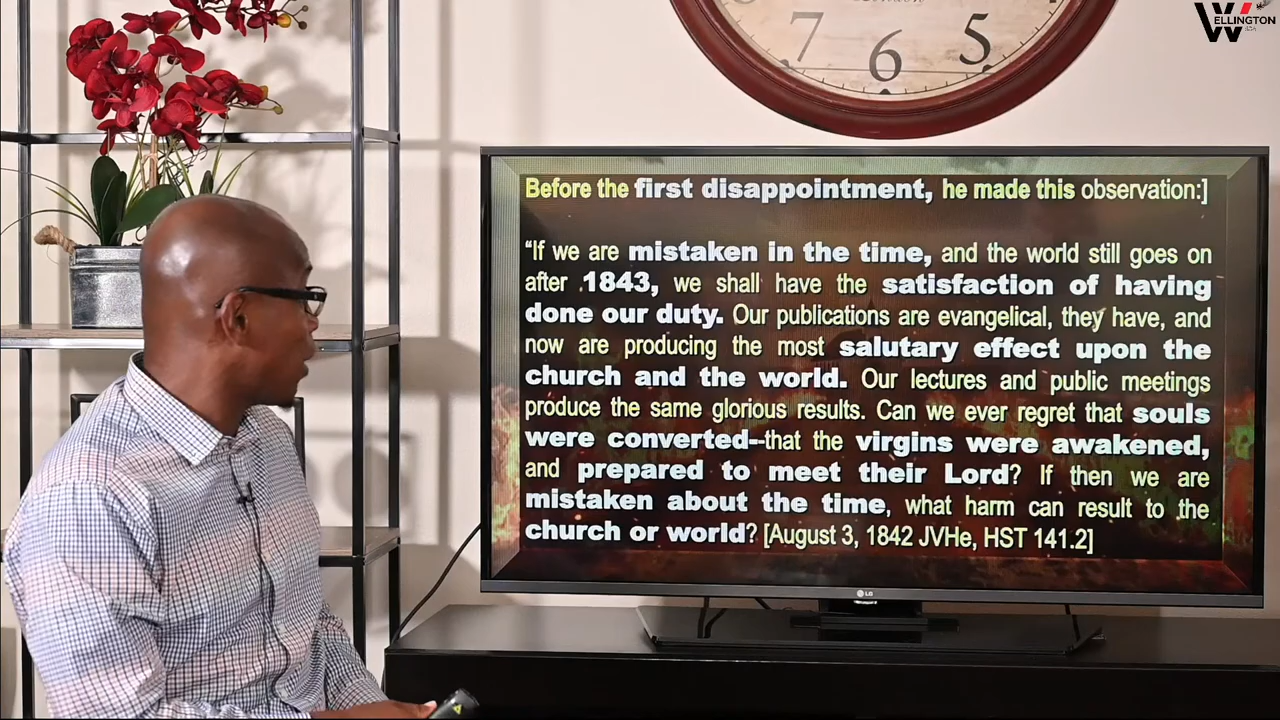 WELLINGTON
7 6 5
Before the first disappointment, he made this observation:]
“If we are mistaken in the time, and the world still goes on
after .1843, we shall have the satisfaction of having
done our duty. Our publications are evangelical, they have, and
now are producing the most salutary effect upon the
church and the world. Our lectures and public meetings
produce the same glorious results. Can we ever regret that souls
were converted--that the virgins were awakened,
and prepared to meet their Lord? If then we are
mistaken about the time, what harm can result to the
church or world? [August 3, 1842 JVHe, HST 141.2]
LG